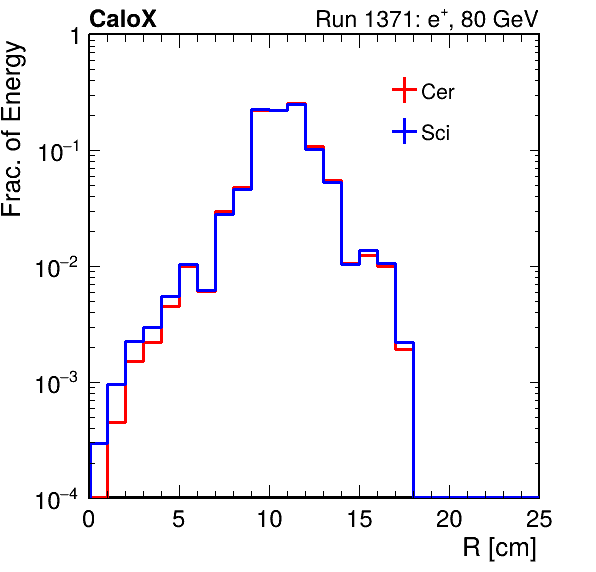 CaloX
Run 1371: e⁺, 80 GeV
Frac. of Energy
1
10⁻¹
10⁻²
10⁻³
10⁻⁴
Cer
Sci
0 5 10 15 20 25
R [cm]